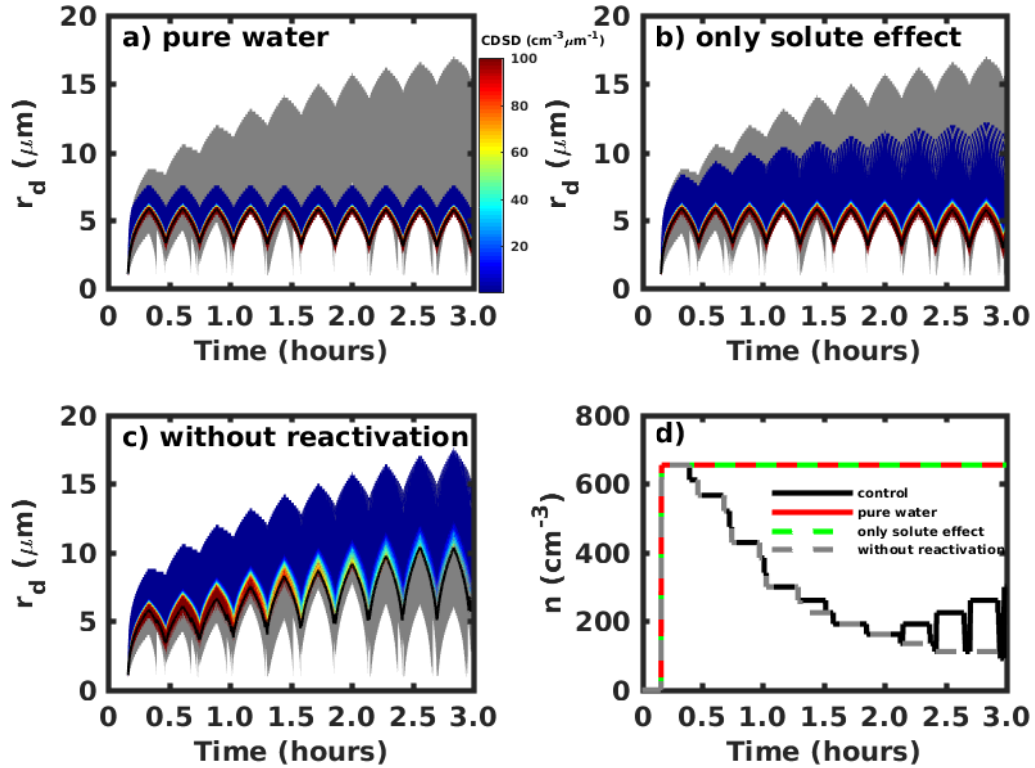 a) pure water
CDSD (cm⁻³μm⁻¹)
100
80
60
40
20
20
15
10
5
0
r_d (μm)
0 0.5 1.0 1.5 2.0 2.5 3.0
Time (hours)
b) only solute effect
20
15
10
5
0
r_d (μm)
0 0.5 1.0 1.5 2.0 2.5 3.0
Time (hours)
c) without reactivation
20
15
10
5
0
r_d (μm)
0 0.5 1.0 1.5 2.0 2.5 3.0
Time (hours)
d)
800
600
400
200
0
n (cm⁻³)
control
pure water
only solute effect
without reactivation
0 0.5 1.0 1.5 2.0 2.5 3.0
Time (hours)